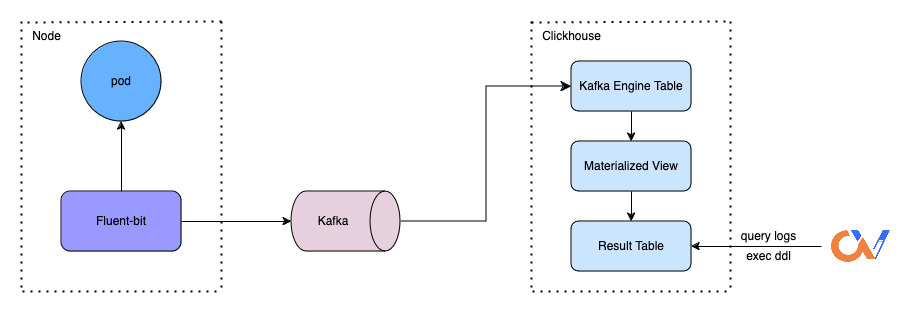 Node
Clickhouse
pod
Kafka Engine Table
Materialized View
Fluent-bit
Kafka
Result Table
query logs
exec ddl